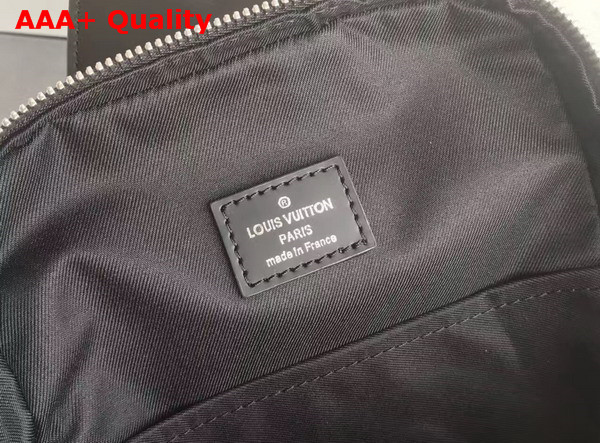 AAA+ Quality
®
LOUIS VUITTON
PARIS
made in France